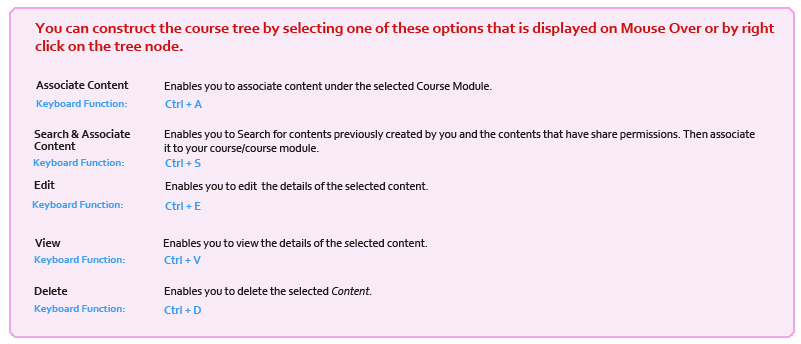 You can construct the course tree by selecting one of these options that is displayed on Mouse Over or by right
click on the tree node.
Associate Content Enables you to associate content under the selected Course Module.
Keyboard Function: Ctrl + A
Search & Associate Enables you to Search for contents previously created by you and the contents that have share permissions. Then associate
Content it to your course/course module.
Keyboard Function: Ctrl + S
Edit Enables you to edit the details of the selected content.
Keyboard Function: Ctrl + E
View Enables you to view the details of the selected content.
Keyboard Function: Ctrl + V
Delete Enables you to delete the selected Content.
Keyboard Function: Ctrl + D